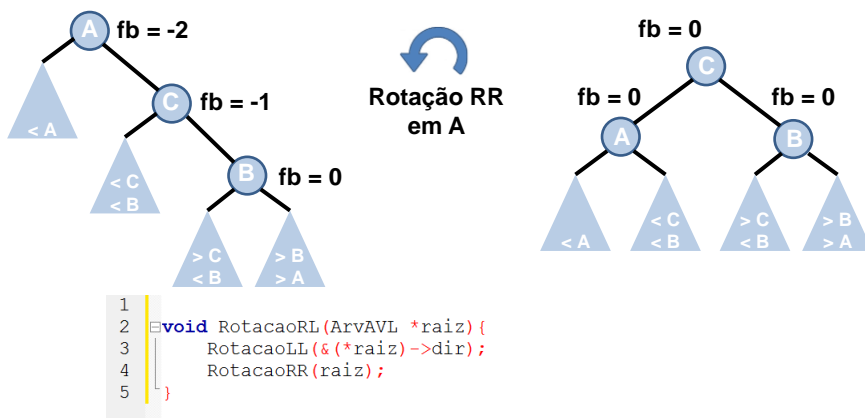 A fb = -2
< A
C fb = -1
< C
< B
B fb = 0
> C
< B
> B
> A
Rotação RR
em A
fb = 0
C
fb = 0
A
fb = 0
B
< A
< C
< B
> C
< B
> B
> A
1
2 void RotacaoRL(ArvAVL *raiz){
3 RotacaoLL(&(*raiz)->dir);
4 RotacaoRR(raiz);
5 }